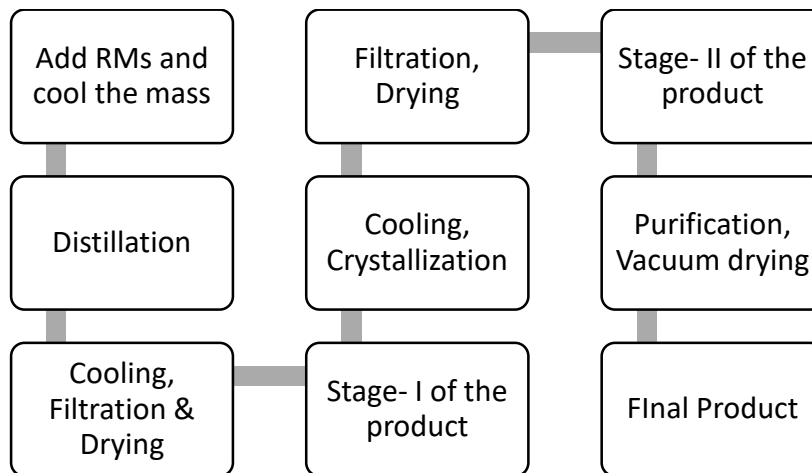 Add RMs and
cool the mass
Distillation
Cooling,
Filtration &
Drying
Stage- I of the
product
Cooling,
Crystallization
Filtration,
Drying
Stage- II of the
product
Purification,
Vacuum drying
FInal Product